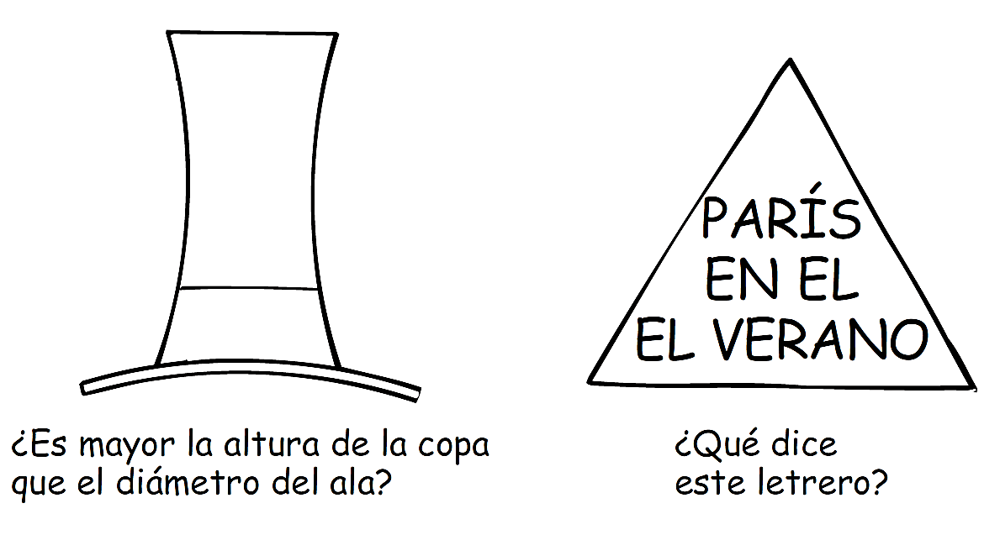 PARÍS
EN EL
EL VERANO
¿Es mayor la altura de la copa
que el diámetro del ala?
¿Qué dice
este letrero?